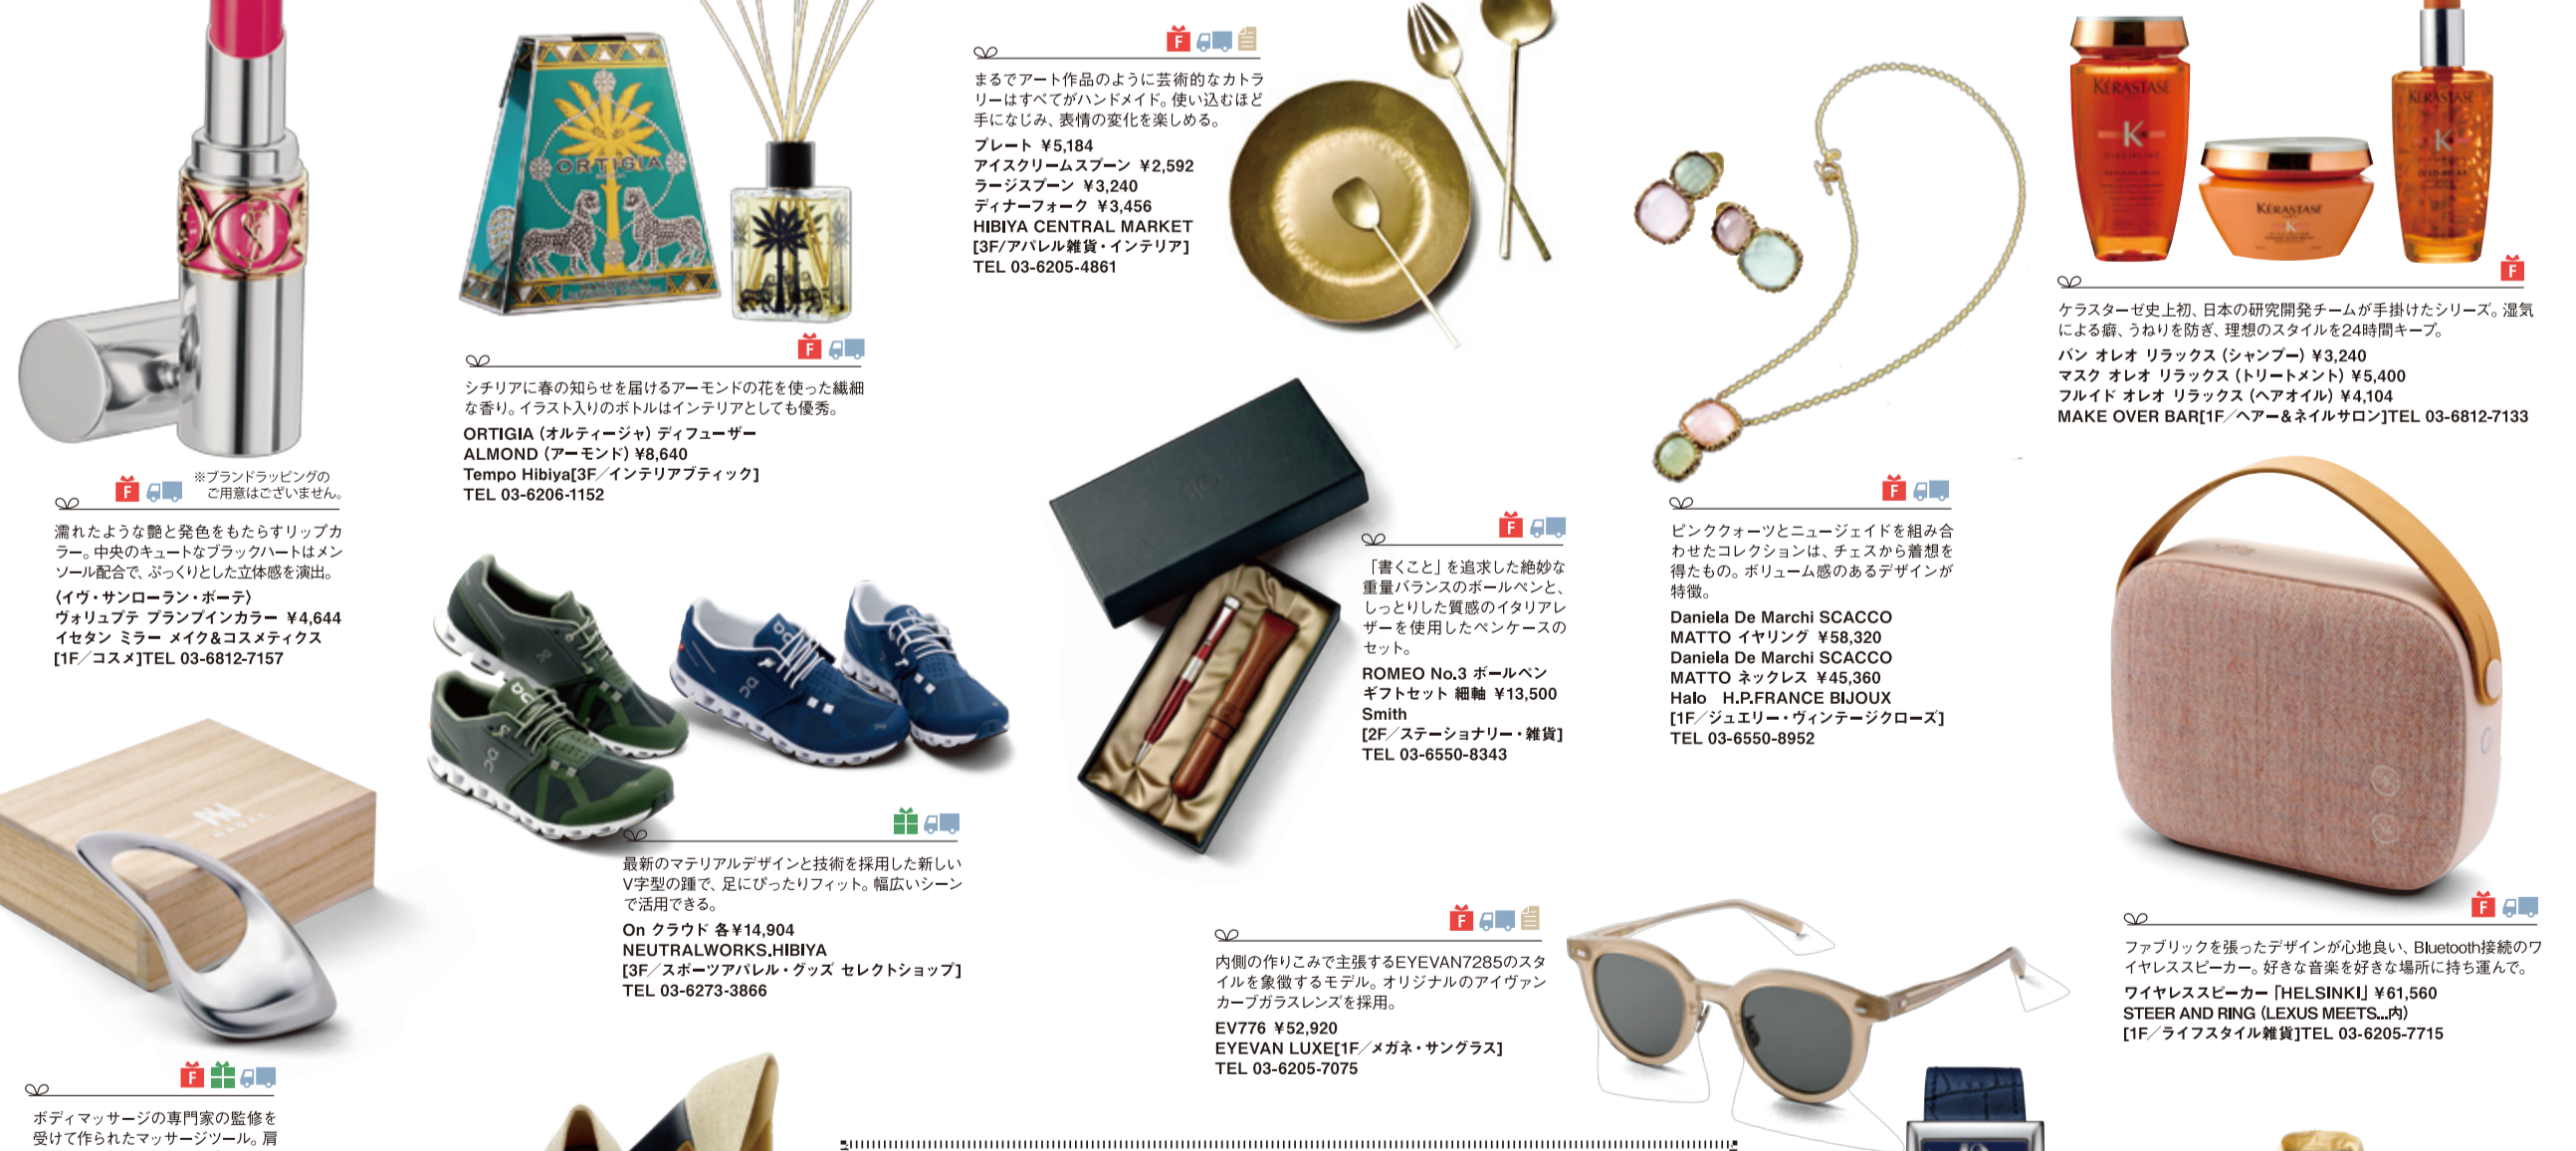 ORTIGIA
まるでアート作品のように芸術的なカトラ
リーはすべてがハンドメイド。使い込むほど
手になじみ、表情の変化を楽しめる。
プレート ¥5,184
アイスクリームスプーン ¥2,592
ラージスプーン ¥3,240
ディナーフォーク ¥3,456
HIBIYA CENTRAL MARKET
[3F/アパレル雑貨・インテリア]
TEL 03-6205-4861
KÉRASTASE
K
DISCIPLINE
KÉRASTASE
K
KÉRASTASE
K
ケラスターゼ史上初、日本の研究開発チームが手掛けたシリーズ。湿気
による癖、うねりを防ぎ、理想のスタイルを24時間キープ。
バン オレオ リラックス（シャンプー）¥3,240
マスク オレオ リラックス（トリートメント）¥5,400
フルイド オレオ リラックス（ヘアオイル）¥4,104
MAKE OVER BAR[1F／ヘアー＆ネイルサロン]TEL 03-6812-7133
シチリアに春の知らせを届けるアーモンドの花を使った繊細
な香り。イラスト入りのボトルはインテリアとしても優秀。
ORTIGIA（オルティージャ）ディフューザー
ALMOND（アーモンド）¥8,640
Tempo Hibiya[3F／インテリアブティック]
TEL 03-6206-1152
※ブランドラッピングの
ご用意はございません。
濡れたような艶と発色をもたらすリップカ
ラー。中央のキュートなブラックハートはメン
ソール配合で、ぷっくりとした立体感を演出。
〈イヴ・サンローラン・ボーテ〉
ヴォリュプテ プランプインカラー ¥4,644
イセタン ミラー メイク&コスメティクス
[1F／コスメ]TEL 03-6812-7157
「書くこと」を追求した絶妙な
重量バランスのボールペンと、
しっとりした質感のイタリアレ
ザーを使用したペンケースの
セット。
ROMEO No.3 ボールペン
ギフトセット 細軸 ¥13,500
Smith
[2F／ステーショナリー・雑貨]
TEL 03-6550-8343
ピンククォーツとニュージェイドを組み合
わせたコレクションは、チェスから着想を
得たもの。ボリューム感のあるデザインが
特徴。
Daniela De Marchi SCACCO
MATTO イヤリング ¥58,320
Daniela De Marchi SCACCO
MATTO ネックレス ¥45,360
Halo H.P.FRANCE BIJOUX
[1F／ジュエリー・ヴィンテージクローズ]
TEL 03-6550-8952
最新のマテリアルデザインと技術を採用した新しい
V字型の踵で、足にぴったりフィット。幅広いシーン
で活用できる。
On クラウド 各¥14,904
NEUTRALWORKS.HIBIYA
[3F／スポーツアパレル・グッズ セレクトショップ]
TEL 03-6273-3866
内側の作りこみで主張するEYEVAN7285のスタ
イルを象徴するモデル。オリジナルのアイヴァン
カーブガラスレンズを採用。
EV776 ¥52,920
EYEVAN LUXE[1F／メガネ・サングラス]
TEL 03-6205-7075
ファブリックを張ったデザインが心地良い、Bluetooth接続のワ
イヤレススピーカー。好きな音楽を好きな場所に持ち運んで。
ワイヤレススピーカー「HELSINKI」¥61,560
STEER AND RING（LEXUS MEETS...内）
[1F／ライフスタイル雑貨]TEL 03-6205-7715
ボディマッサージの専門家の監修を
受けて作られたマッサージツール。肩